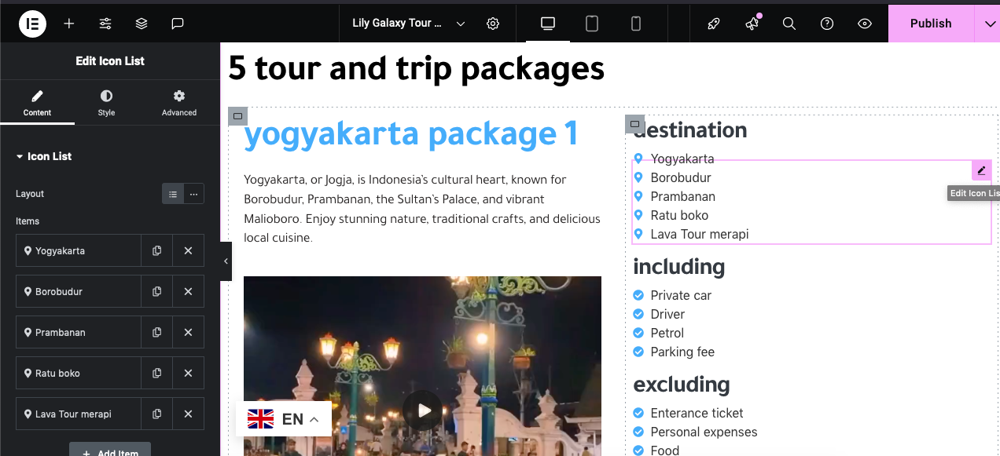 Lily Galaxy Tour ...
Publish
Edit Icon List
Content
Style
Advanced
Icon List
Layout
Items
Yogyakarta
Borobudur
Prambanan
Ratu boko
Lava Tour merapi
+ Add Item
5 tour and trip packages
yogyakarta package 1
Yogyakarta, or Jogja, is Indonesia's cultural heart, known for
Borobudur, Prambanan, the Sultan's Palace, and vibrant
Malioboro. Enjoy stunning nature, traditional crafts, and delicious
local cuisine.
EN
destination
Yogyakarta
Borobudur
Prambanan
Ratu boko
Lava Tour merapi
Edit Icon Lis
including
Private car
Driver
Petrol
Parking fee
excluding
Enterance ticket
Personal expenses
Food